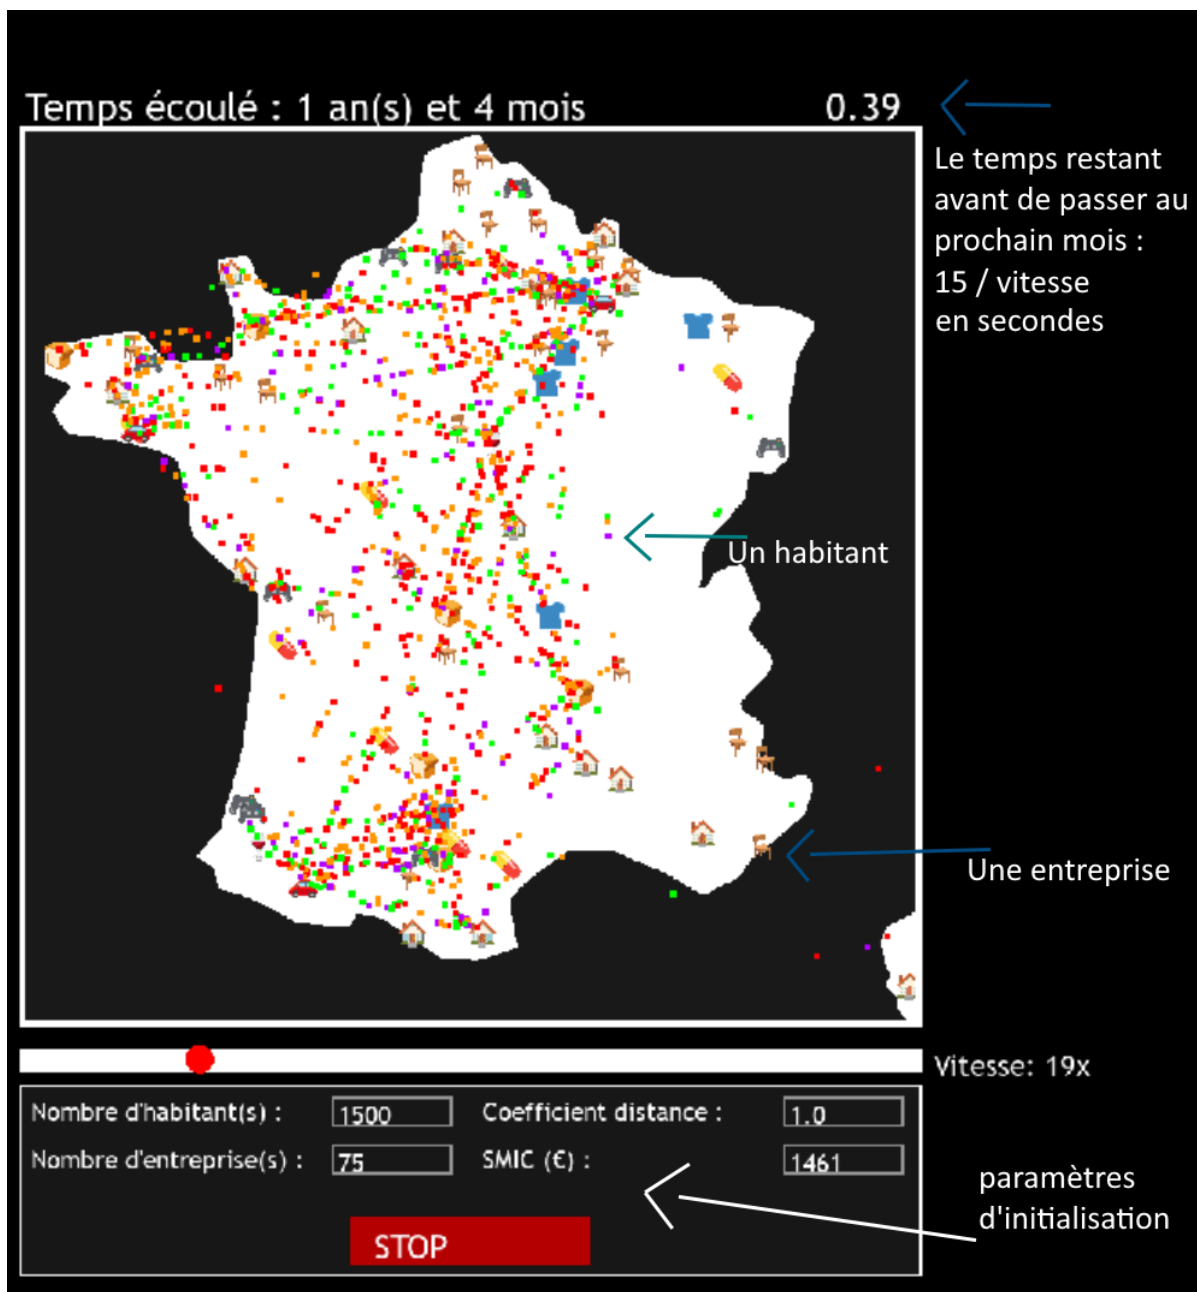 Temps écoulé : 1 an(s) et 4 mois
0.39
Le temps restant
avant de passer au
prochain mois :
15 / vitesse
en secondes
Un habitant
Une entreprise
Vitesse: 19x
Nombre d'habitant(s) : 1500
Coefficient distance : 1.0
Nombre d'entreprise(s) : 75
SMIC (€) : 1461
paramètres
d'initialisation
STOP